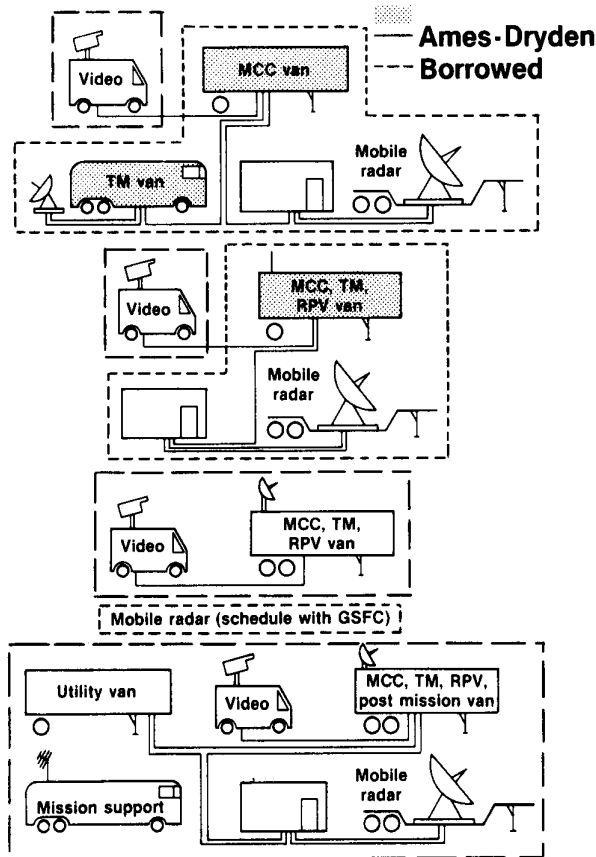 Ames-Dryden
Borrowed
Video
MCC van
TM van
Mobile
radar
Video
MCC, TM,
RPV van
Mobile
radar
Video
MCC, TM,
RPV van
Mobile radar (schedule with GSFC)
Utility van
Video
MCC, TM, RPV,
post mission van
Mission support
Mobile
radar